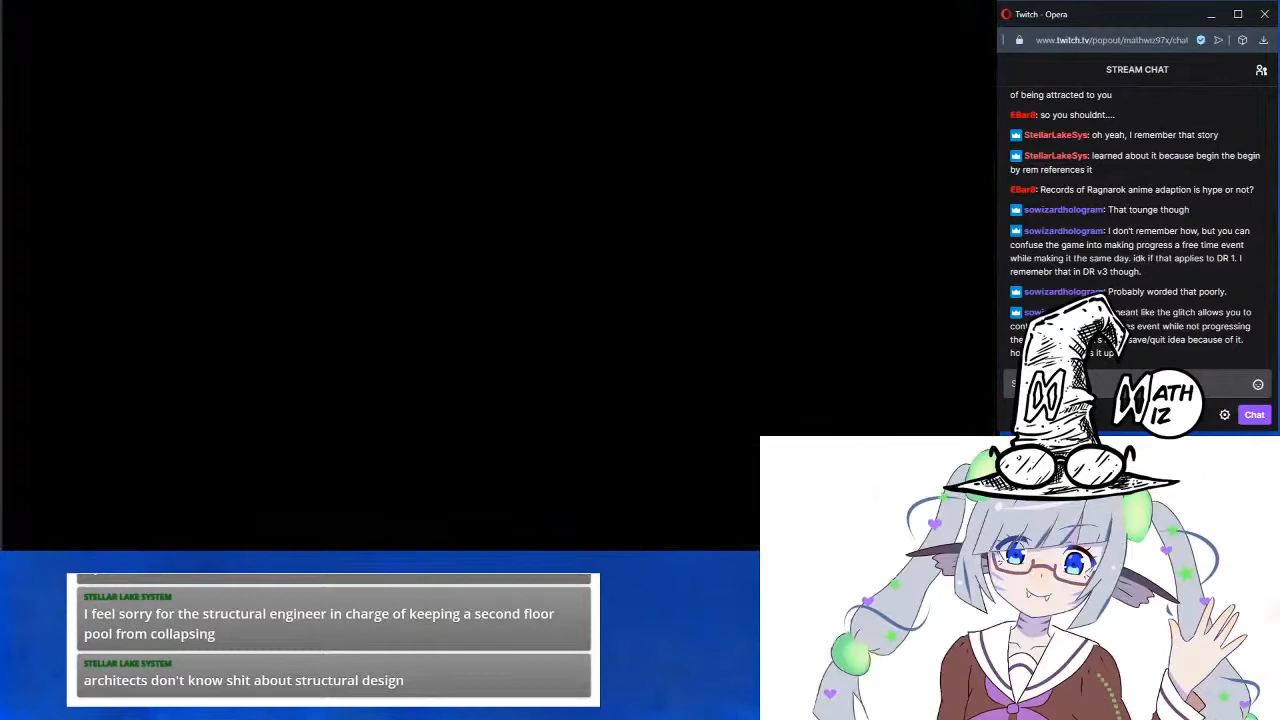 Twitch - Opera
www.twitch.tv/popout/mathwiz97x/chat
STREAM CHAT
of being attracted to you
EBar8: so you shouldnt....
StellarLakeSys: oh yeah, I remember that story
StellarLakeSys: learned about it because begin the begin
by rem references it
EBar8: Records of Ragnarok anime adaption is hype or not?
sowizardhologram: That tounge though
sowizardhologram: I don't remember how, but you can
confuse the game into making progress a free time event
while making it the same day. idk if that applies to DR 1. I
rememebr that in DR v3 though.
sowizardhologram: Probably worded that poorly.
meant like the glitch allows you to
event while not progressing
save/quit idea because of it.
it up
Chat
MATH
WIZ
STELLAR LAKE SYSTEM
I feel sorry for the structural engineer in charge of keeping a second floor
pool from collapsing
STELLAR LAKE SYSTEM
architects don't know shit about structural design